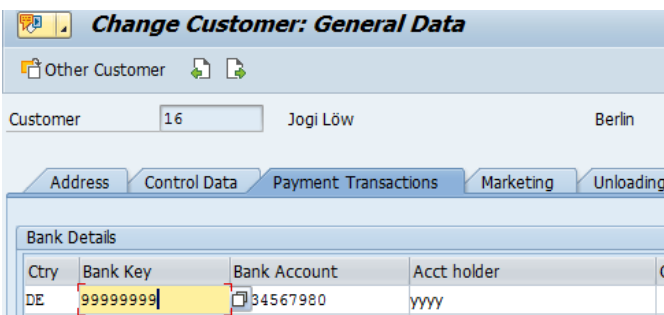 Change Customer: General Data
Other Customer
Customer 16 Jogi Löw Berlin
Address Control Data Payment Transactions Marketing Unloading
Bank Details
Ctry Bank Key Bank Account Acct holder
DE 99999999 34567980 yyyy